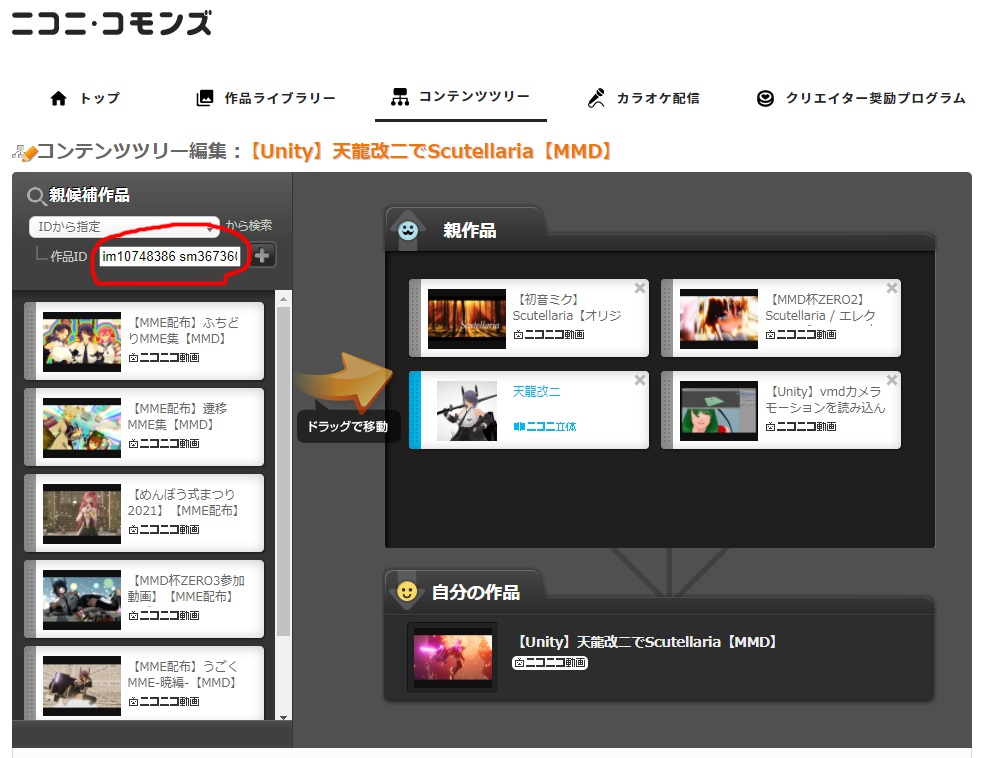 ニコニ·コモンズ
トップ
作品ライブラリー
コンテンツツリー
カラオケ配信
クリエイター奨励プログラム
コンテンツツリー編集：【Unity】天龍改二でScutellaria【MMD】
親候補作品
IDから指定
から検索
作品ID
im10748386 sm36736
【MME配布】ふちど
りMME集【MMD】
ニコニコ動画
【MME配布】遷移
MME集【MMD】
ニコニコ動画
【めんぼう式まつり
2021】【MME配布】
ニコニコ動画
【MMD杯ZERO3参加
動画】【MME配布】
ニコニコ動画
【MME配布】うごく
MME-暁編-【MMD】
ニコニコ動画
ドラッグで移動
親作品
Scutellaria
【初音ミク】
Scutellaria【オリジ
ニコニコ動画
【MMD杯ZERO2】
Scutellaria / エレク
ニコニコ動画
天龍改二
ニコニ立体
【Unity】vmdカメラ
モーションを読み込ん
ニコニコ動画
自分の作品
【Unity】天龍改二でScutellaria【MMD】
ニコニコ動画